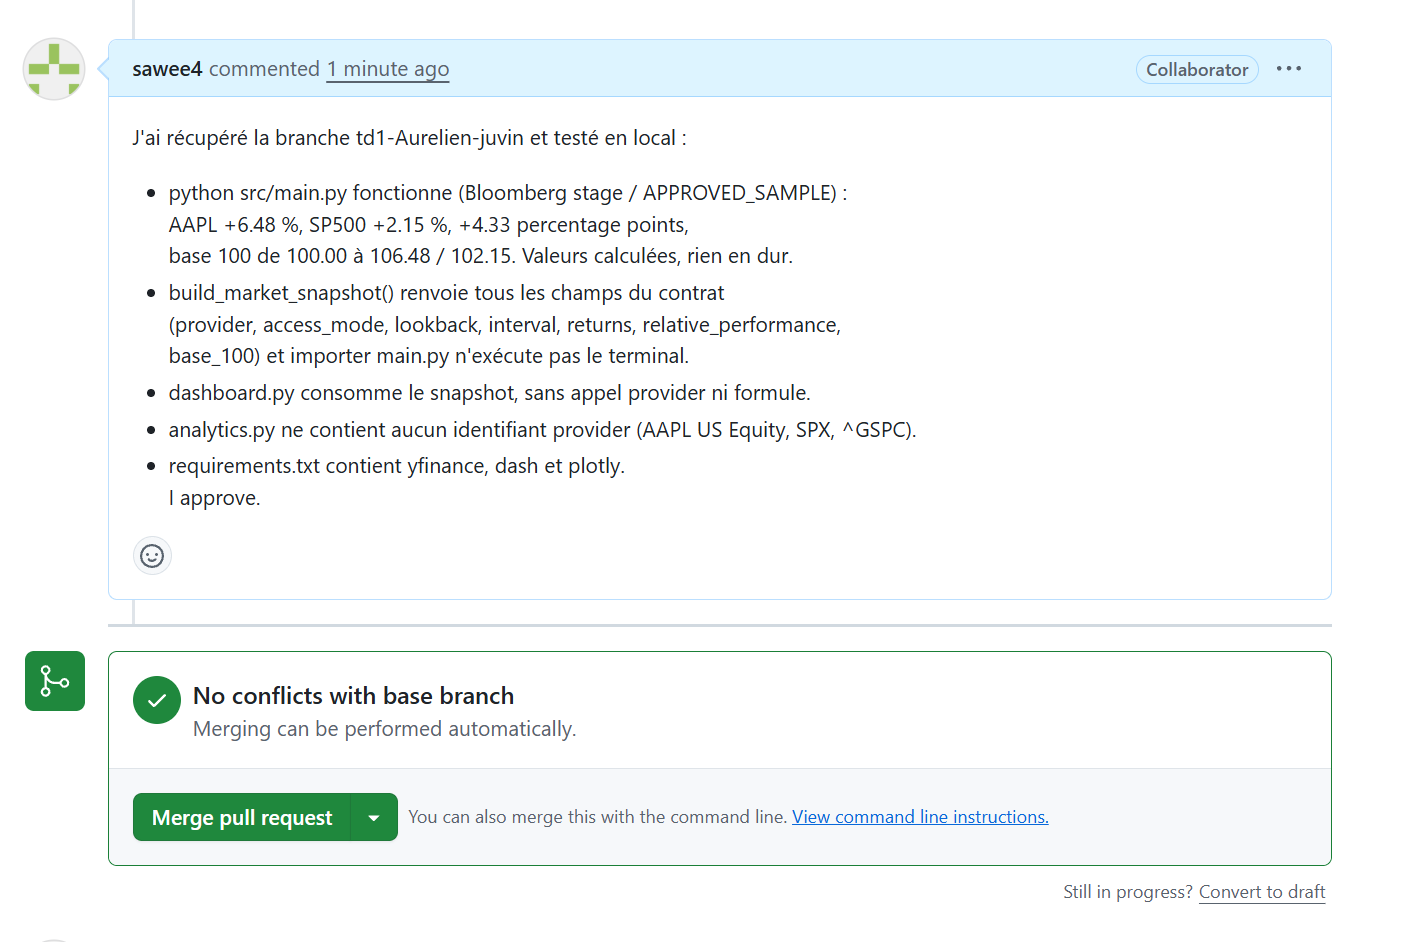 sawee4 commented 1 minute ago
Collaborator
J'ai récupéré la branche td1-Aurelien-juvin et testé en local :
python src/main.py fonctionne (Bloomberg stage / APPROVED_SAMPLE) :
AAPL +6.48 %, SP500 +2.15 %, +4.33 percentage points,
base 100 de 100.00 à 106.48 / 102.15. Valeurs calculées, rien en dur.
build_market_snapshot() renvoie tous les champs du contrat
(provider, access_mode, lookback, interval, returns, relative_performance,
base_100) et importer main.py n'exécute pas le terminal.
dashboard.py consomme le snapshot, sans appel provider ni formule.
analytics.py ne contient aucun identifiant provider (AAPL US Equity, SPX, ^GSPC).
requirements.txt contient yfinance, dash et plotly.
I approve.
No conflicts with base branch
Merging can be performed automatically.
Merge pull request
You can also merge this with the command line. View command line instructions.
Still in progress? Convert to draft